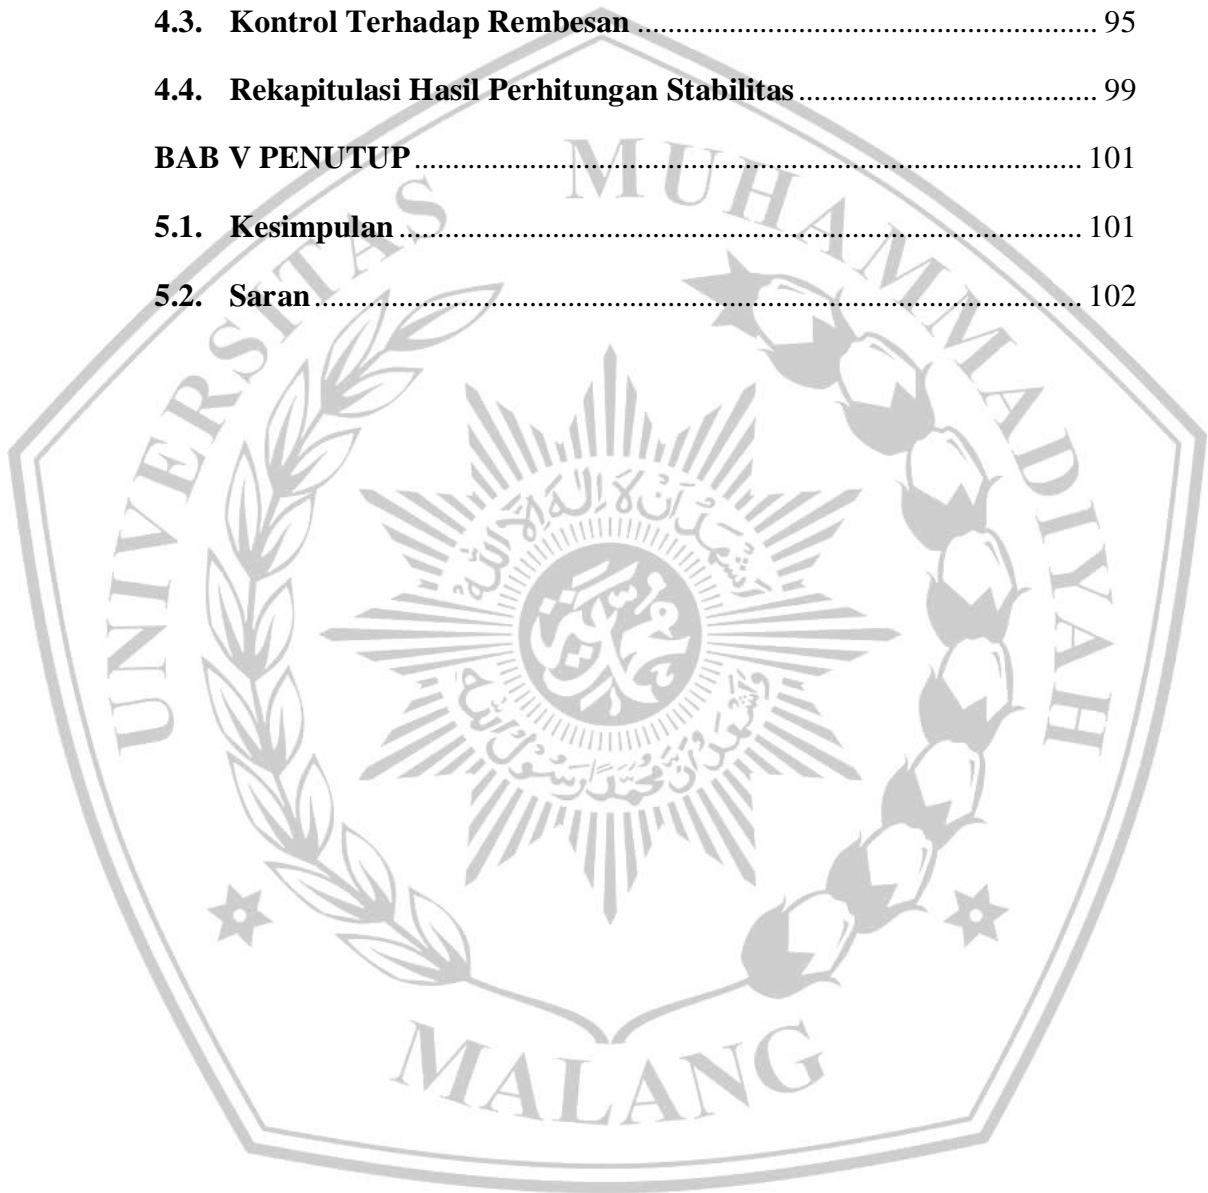 4.3. Kontrol Terhadap Rembesan ........................................................... 95
4.4. Rekapitulasi Hasil Perhitungan Stabilitas ...................................... 99
BAB V PENUTUP ..................................................................................... 101
5.1. Kesimpulan ....................................................................................... 101
5.2. Saran .................................................................................................. 102
UNIVERSITAS MUHAMMADIYAH
MALANG